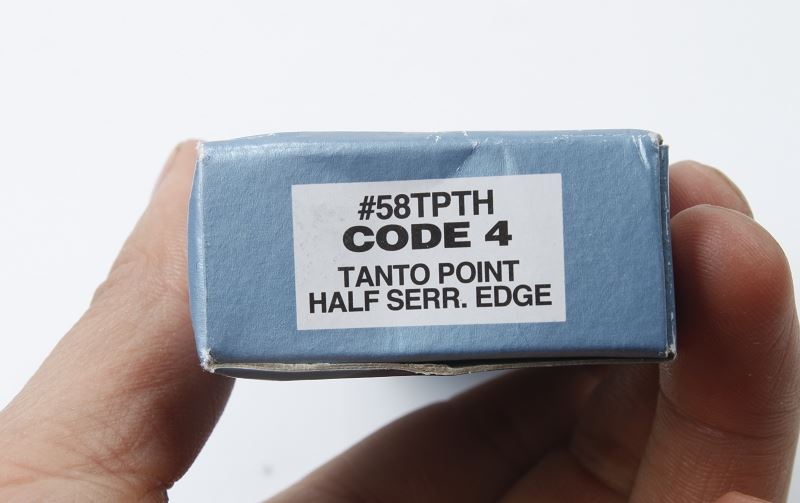 #58TPTH
CODE 4
TANTO POINT
HALF SERR. EDGE